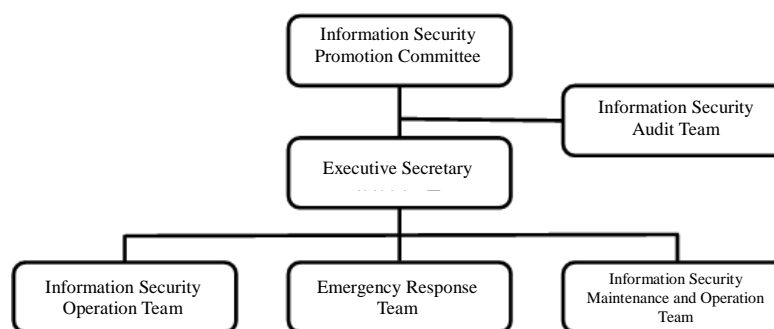 Information Security
Promotion Committee
Information Security
Audit Team
Executive Secretary
Information Security
Operation Team
Emergency Response
Team
Information Security
Maintenance and Operation
Team